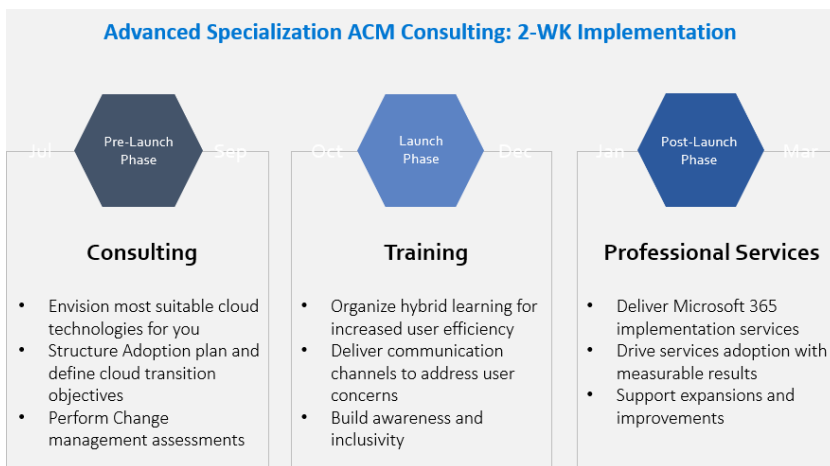 Advanced Specialization ACM Consulting: 2-WK Implementation
Jul
Pre-Launch
Phase
Sep
Oct
Launch
Phase
Dec
Jan
Post-Launch
Phase
Mar
Consulting
• Envision most suitable cloud
technologies for you
• Structure Adoption plan and
define cloud transition
objectives
• Perform Change
management assessments
Training
• Organize hybrid learning for
increased user efficiency
• Deliver communication
channels to address user
concerns
• Build awareness and
inclusivity
Professional Services
• Deliver Microsoft 365
implementation services
• Drive services adoption with
measurable results
• Support expansions and
improvements